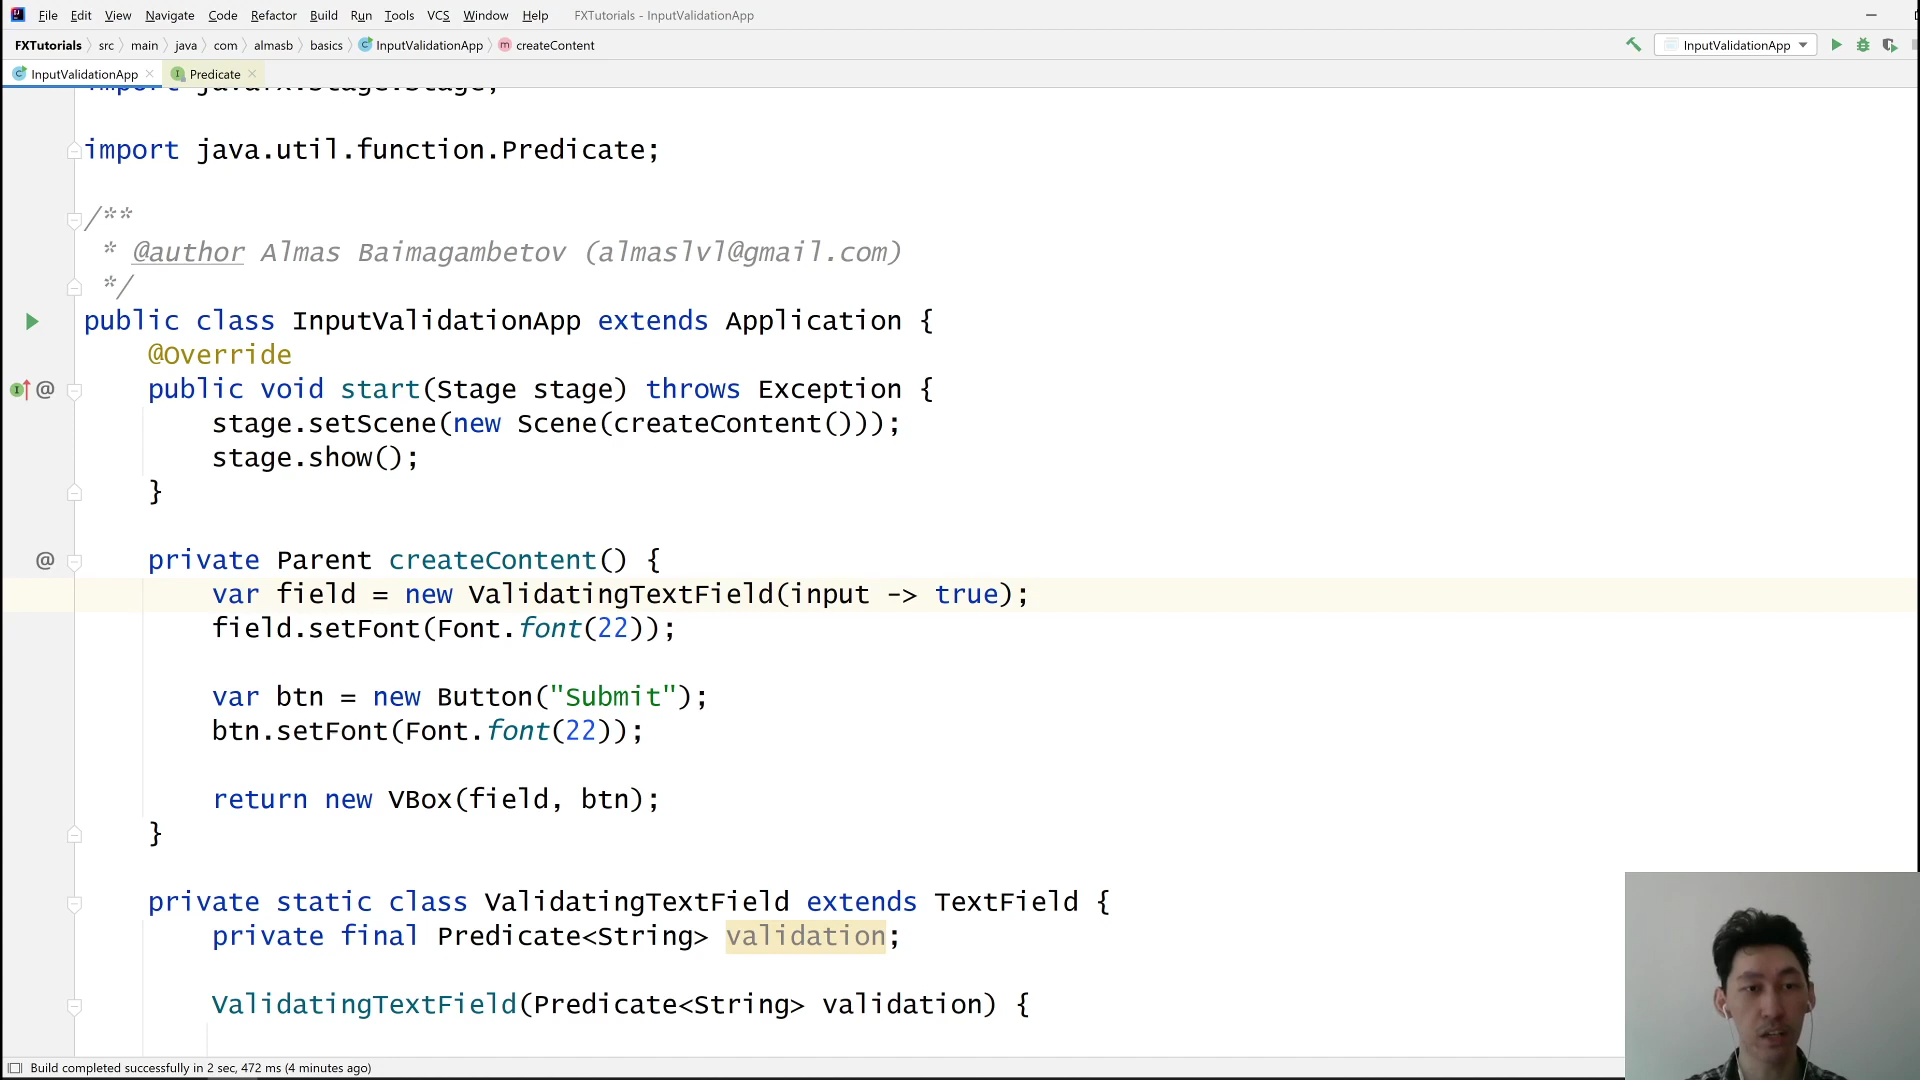 File Edit View Navigate Code Refactor Build Run Tools VCS Window Help FXTutorials - InputValidationApp
FXTutorials src main java com almasb basics InputValidationApp createContent InputValidationApp
InputValidationApp Predicate
import javafx.stage.Stage;
import java.util.function.Predicate;
/**
* @author Almas Baimagambetov (almaslvl@gmail.com)
*/
public class InputValidationApp extends Application {
@Override
public void start(Stage stage) throws Exception {
stage.setScene(new Scene(createContent()));
stage.show();
}
private Parent createContent() {
var field = new ValidatingTextField(input -> true);
field.setFont(Font.font(22));
var btn = new Button("Submit");
btn.setFont(Font.font(22));
return new VBox(field, btn);
}
private static class ValidatingTextField extends TextField {
private final Predicate<String> validation;
ValidatingTextField(Predicate<String> validation) {
Build completed successfully in 2 sec, 472 ms (4 minutes ago)